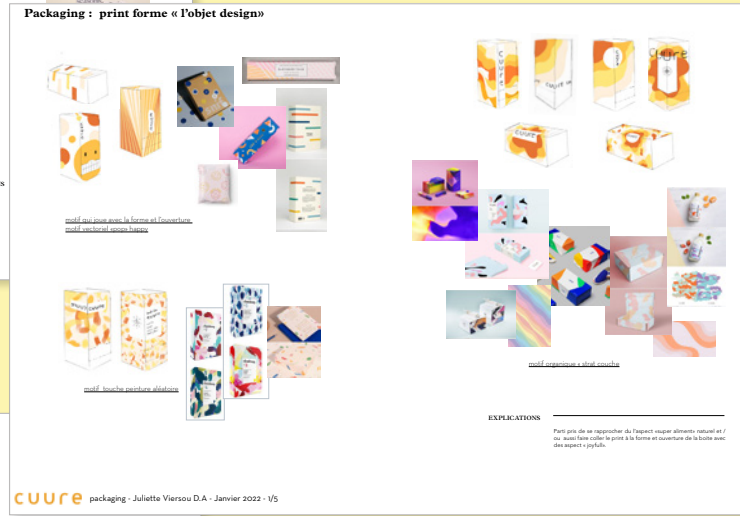 Packaging : print forme « l'objet design»
motif qui joue avec la forme et l'ouverture
motif vectoriel «pop» happy
motif touche peinture aléatoire
motif organique « strat couche
EXPLICATIONS
Parti pris de se rapprocher du l'aspect «super aliment» naturel et /
ou aussi faire coller le print à la forme et ouverture de la boite avec
des aspect « joyfull».
cuure packaging - Juliette Viersou D.A - Janvier 2022 - 1/5